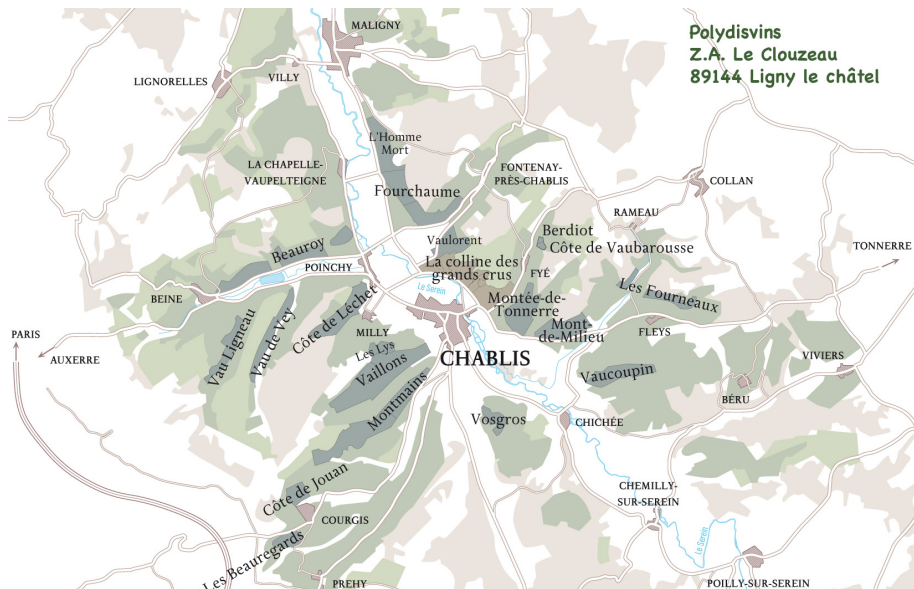 Polydisvins
Z.A. Le Clouzeau
89144 Ligny le châtel
MALIGNY
LIGNORELLES
VILLY
L'Homme
Mort
LA CHAPELLE-
VAUPELTEIGNE
Fourchaume
FONTENAY-
PRÈS-CHABLIS
COLLAN
RAMEAU
Berdiot
Côte de Vaubarousse
TONNERRE
Vaulorent
La colline des
grands crus
FYÉ
Beauroy
POINCHY
Le Serein
BEINE
Les Fourneaux
Montée-de-
Tonnerre
Mont-
de-Milieu
FLEYS
Côte de Léchet
Vau de Vey
Vau Ligneau
MILLY
PARIS
AUXERRE
Les Lys
Vaillons
CHABLIS
VIVIERS
Vaucoupin
BÉRU
Montmains
Vosgros
CHICHÉE
Côte de Jouan
CHEMILLY-
SUR-SEREIN
COURGIS
Le Serein
Les Beauregards
PREHY
POILLY-SUR-SEREIN